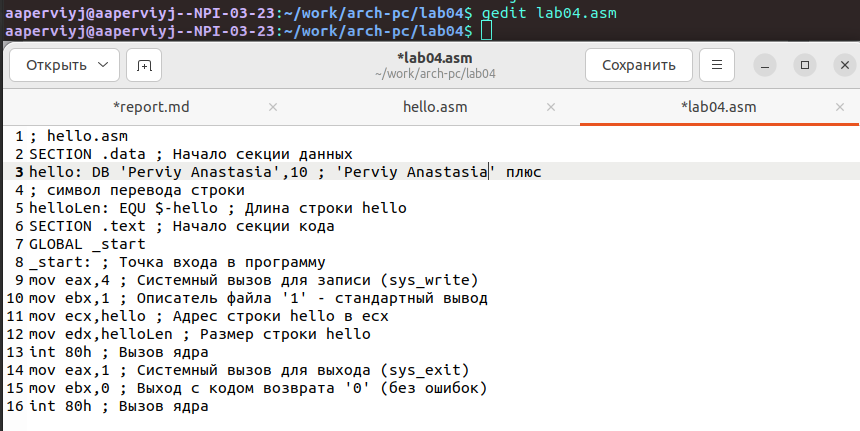 aaperviyj@aaperviyj--NPI-03-23:~/work/arch-pc/lab04$ gedit lab04.asm
aaperviyj@aaperviyj--NPI-03-23:~/work/arch-pc/lab04$
Открыть
*lab04.asm
~/work/arch-pc/lab04
Сохранить
*report.md
hello.asm
*lab04.asm
1 ; hello.asm
2 SECTION .data ; Начало секции данных
3 hello: DB 'Perviy Anastasia',10 ; 'Perviy Anastasia' плюс
4 ; символ перевода строки
5 helloLen: EQU $-hello ; Длина строки hello
6 SECTION .text ; Начало секции кода
7 GLOBAL _start
8 _start: ; Точка входа в программу
9 mov eax,4 ; Системный вызов для записи (sys_write)
10 mov ebx,1 ; Описатель файла '1' - стандартный вывод
11 mov ecx,hello ; Адрес строки hello в ecx
12 mov edx,helloLen ; Размер строки hello
13 int 80h ; Вызов ядра
14 mov eax,1 ; Системный вызов для выхода (sys_exit)
15 mov ebx,0 ; Выход с кодом возврата '0' (без ошибок)
16 int 80h ; Вызов ядра